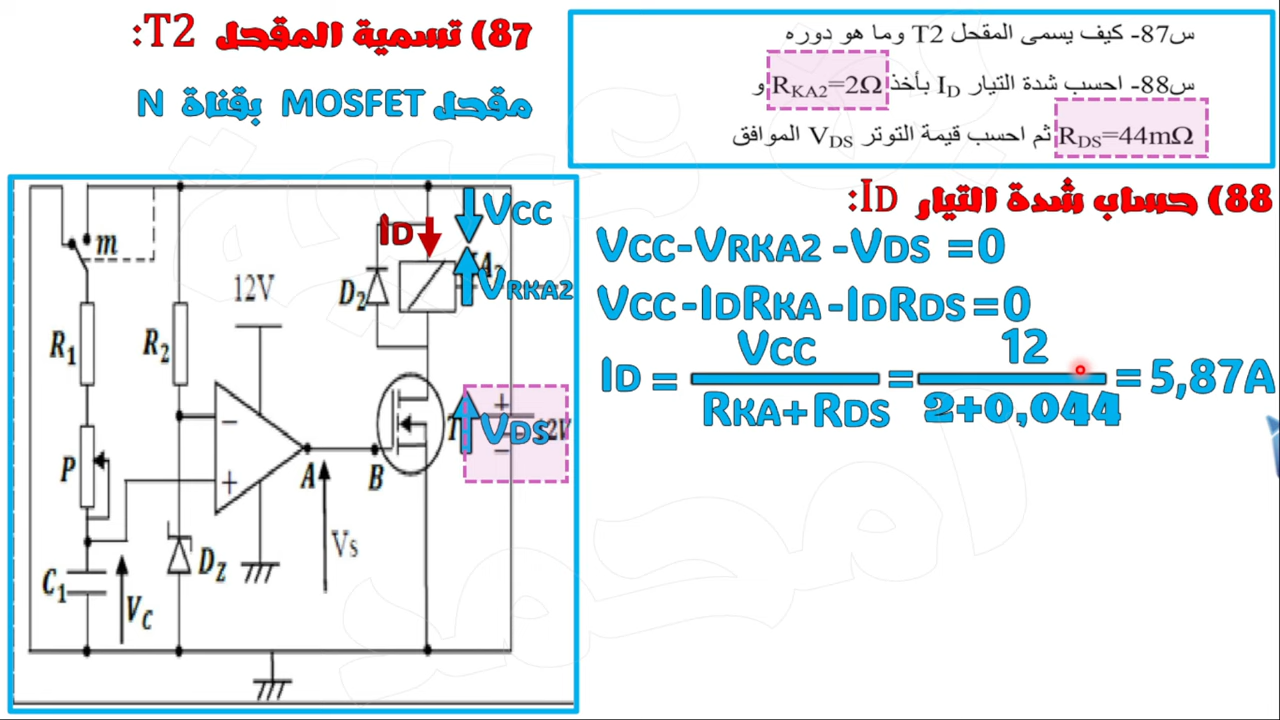 87) تسمية المقحل T2:
مقحل MOSFET بقناة N
س87- كيف يسمى المقحل T2 وما هو دوره
س88- احسب شدة التيار ID بأخذ RKA2=2Ω و
RDS=44mΩ ثم احسب قيمة التوتر VDS الموافق
88) حساب شدة التيار ID:
VCC-VRKA2 -VDS =0
VCC-IDRKA -IDRDS=0
ID = VCC / RKA+RDS = 12 / 2+0,044 = 5,87A
m
R1
P
C1
VC
R2
DZ
12V
−
+
A
VS
B
D2
ID
VCC
VRKA2
VDS
+
−